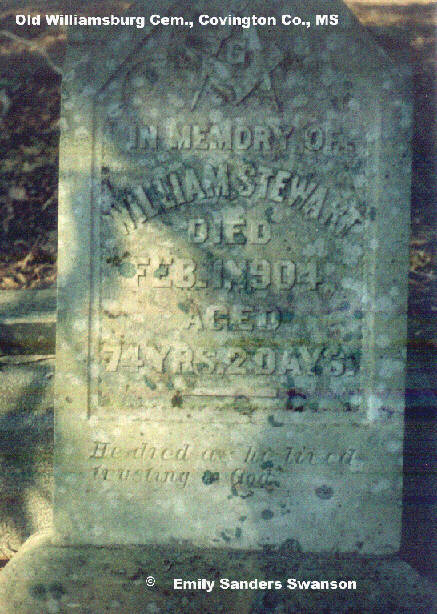 Old Williamsburg Cem., Covington Co., MS
G
IN MEMORY OF
WILLIAM STEWART
DIED
FEB. 1, 1904
AGED
74 YRS. 2 DAYS.
He died as he lived
trusting in God.
© Emily Sanders Swanson